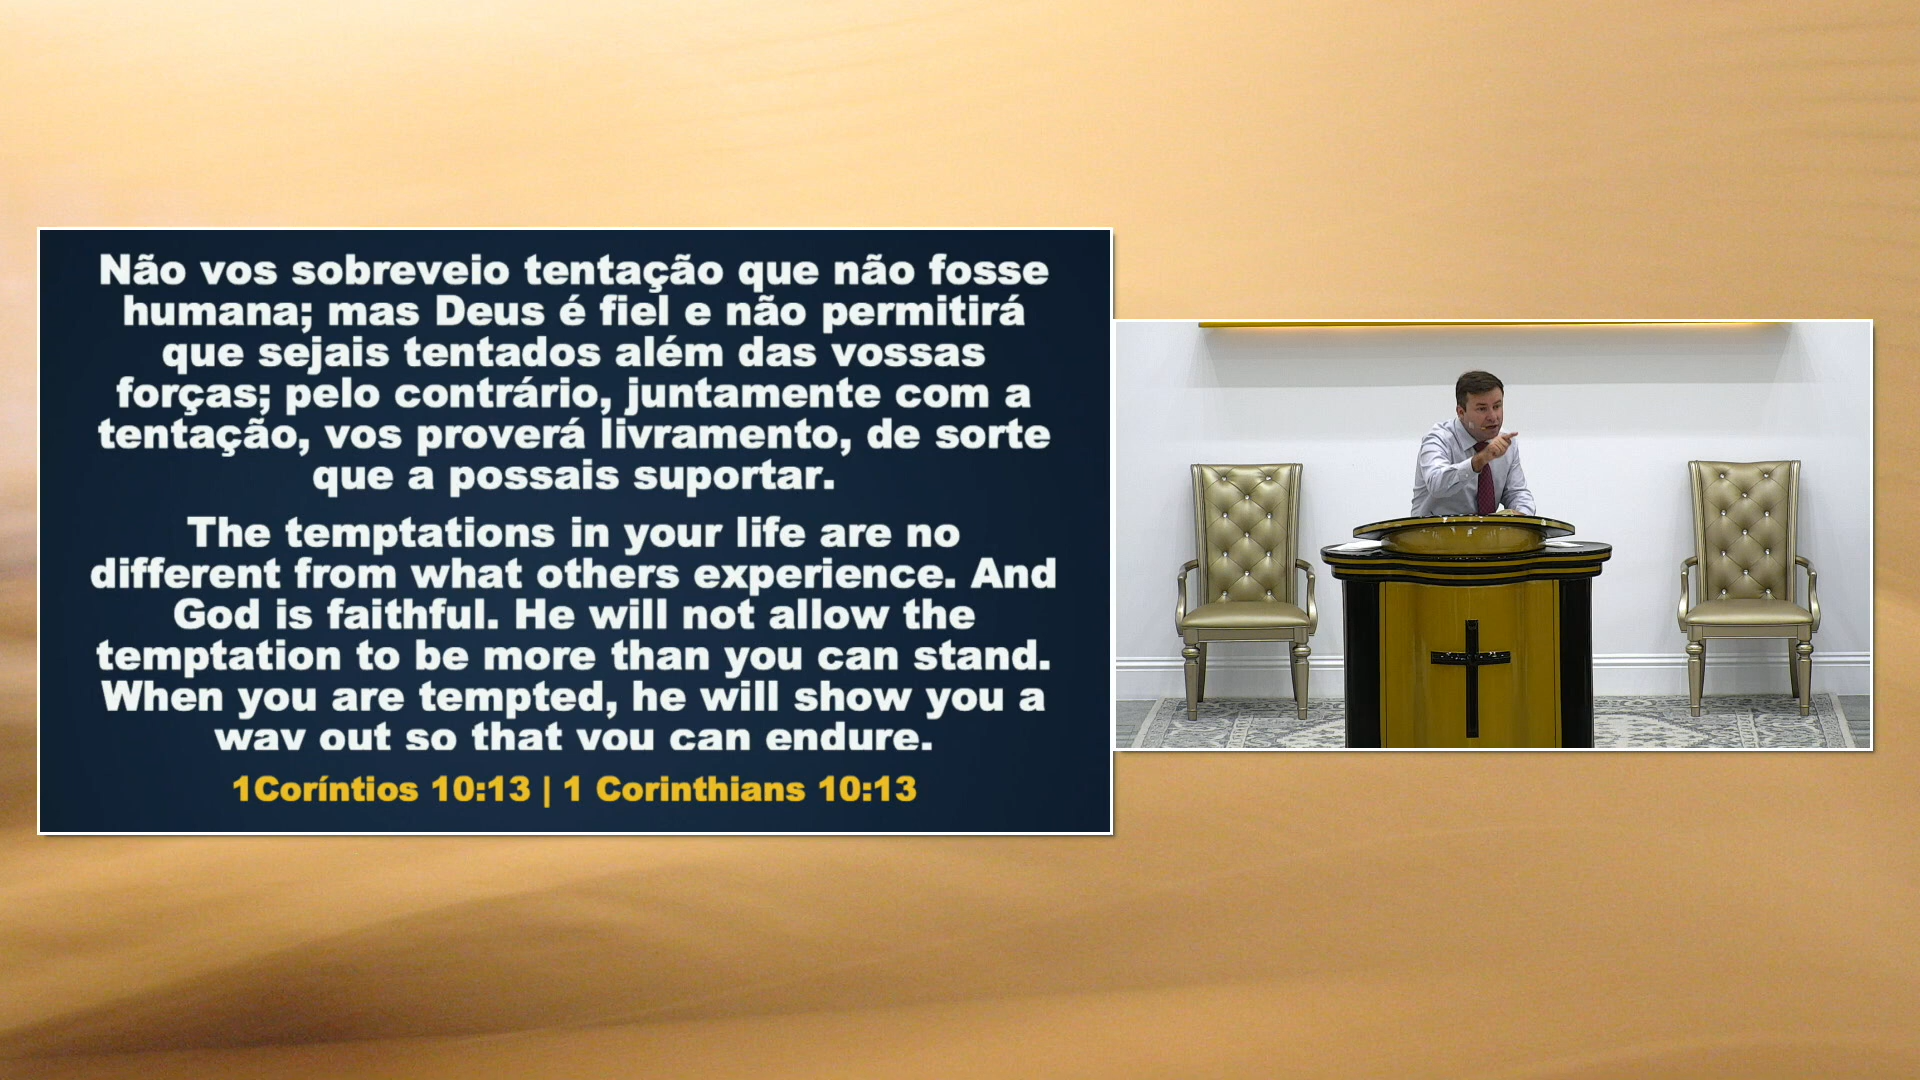 Não vos sobreveio tentação que não fosse
humana; mas Deus é fiel e não permitirá
que sejais tentados além das vossas
forças; pelo contrário, juntamente com a
tentação, vos proverá livramento, de sorte
que a possais suportar.
The temptations in your life are no
different from what others experience. And
God is faithful. He will not allow the
temptation to be more than you can stand.
When you are tempted, he will show you a
way out so that you can endure.
1Coríntios 10:13 | 1 Corinthians 10:13